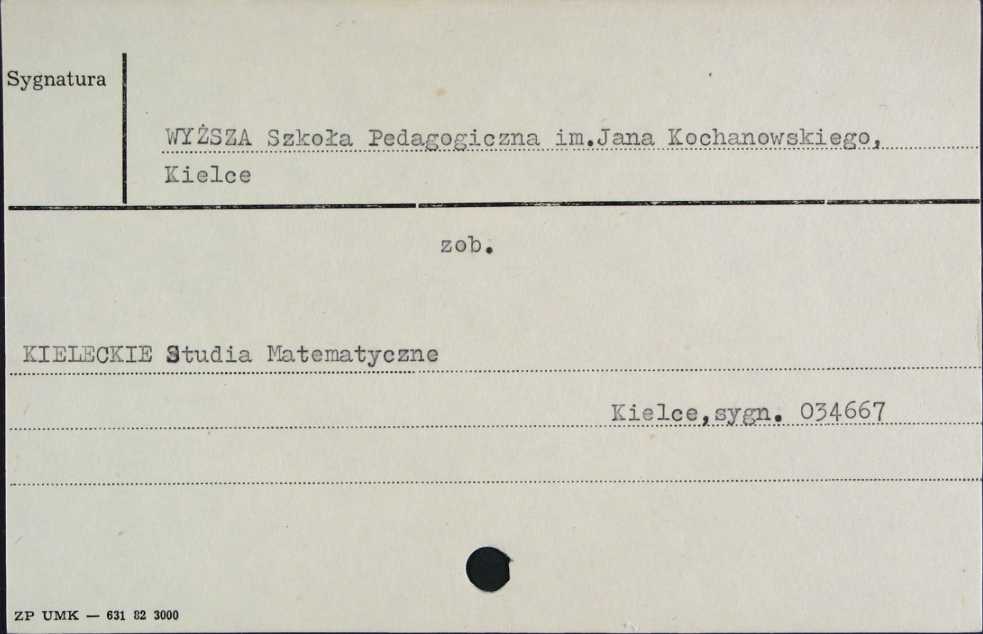 Sygnatura
WYŻSZA Szkoła Pedagogiczna im.Jana Kochanowskiego,
Kielce
zob.
KIELECKIE Studia Matematyczne
Kielce,sygn. 034667
ZP UMK — 631 82 3000